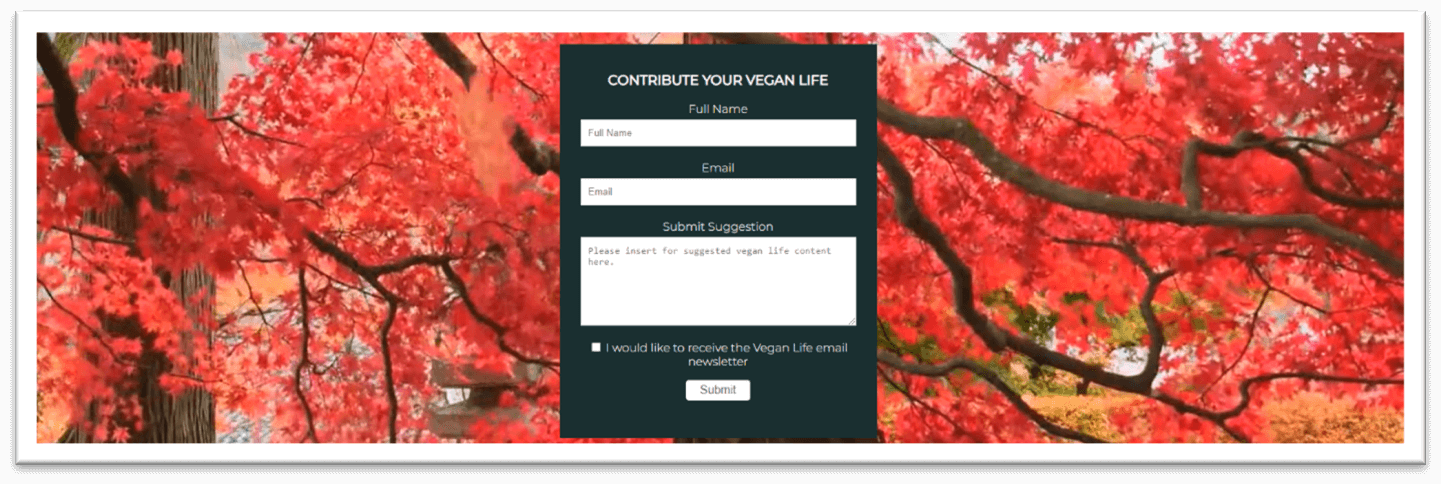 CONTRIBUTE YOUR VEGAN LIFE
Full Name
Full Name
Email
Email
Submit Suggestion
Please insert for suggested vegan life content
here.
I would like to receive the Vegan Life email
newsletter
Submit